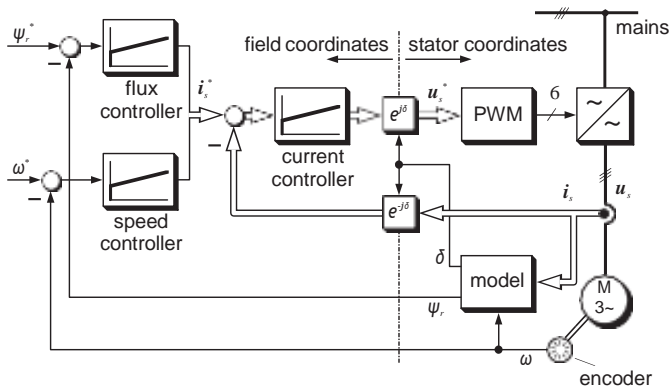 mains
field coordinates
stator coordinates
ψr*
flux
controller
is*
current
controller
e^jδ
us*
PWM
6
~
~
ω*
speed
controller
e^-jδ
is
us
δ
model
ψr
M
3~
ω
encoder